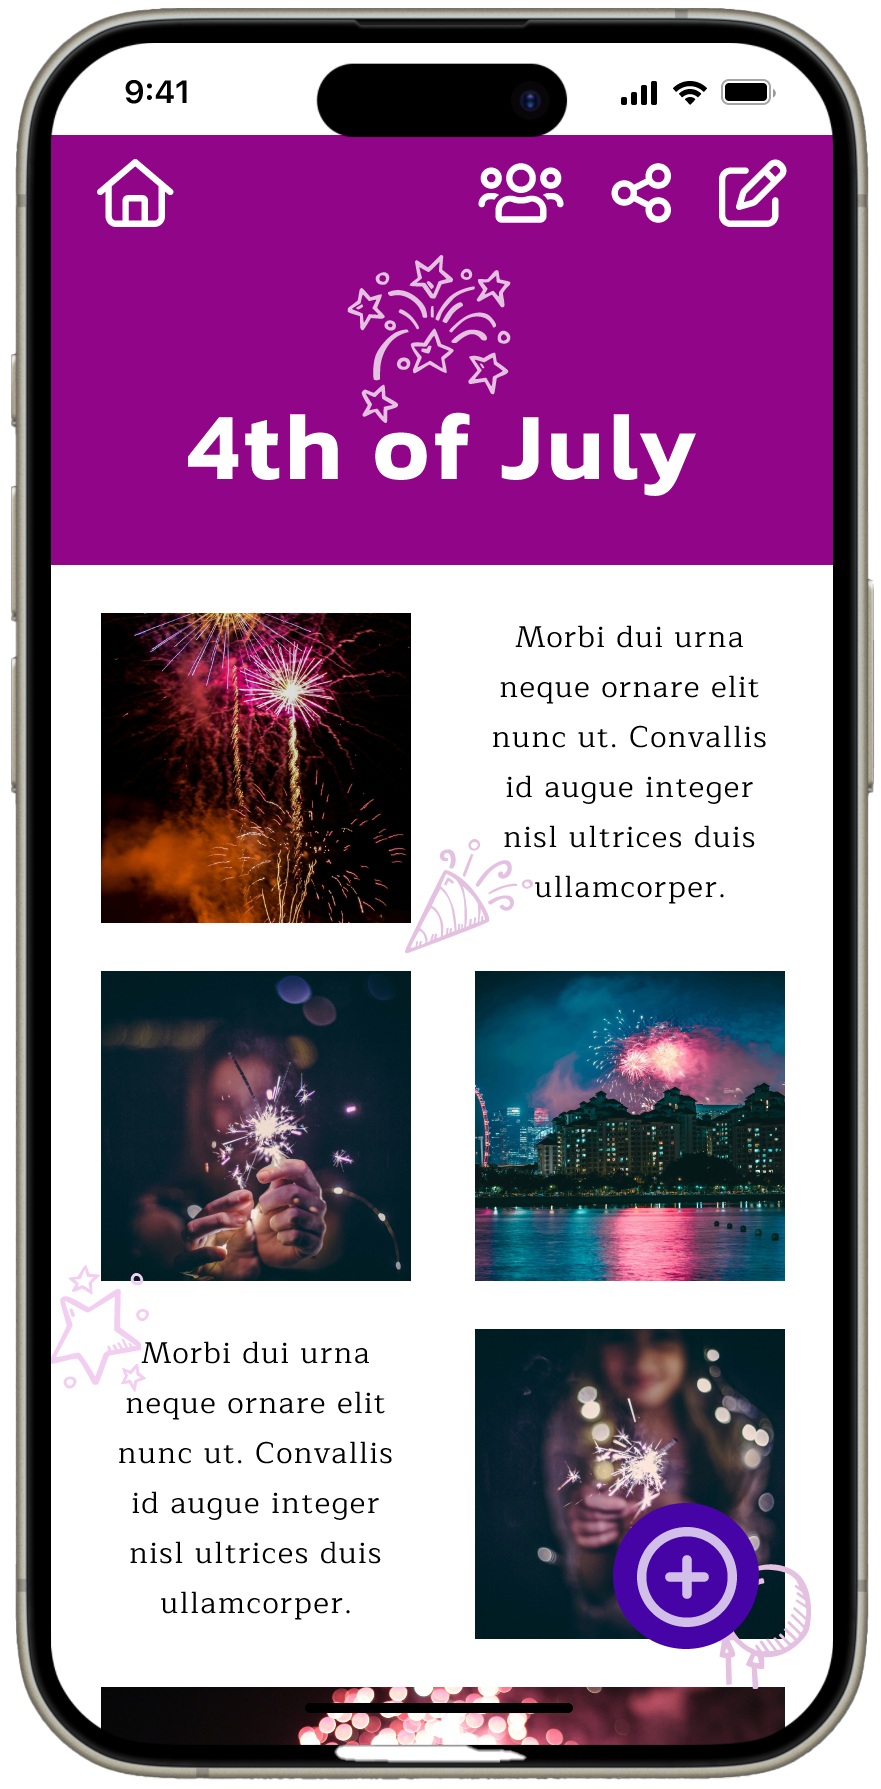 9:41
4th of July
Morbi dui urna
neque ornare elit
nunc ut. Convallis
id augue integer
nisl ultrices duis
ullamcorper.
Morbi dui urna
neque ornare elit
nunc ut. Convallis
id augue integer
nisl ultrices duis
ullamcorper.